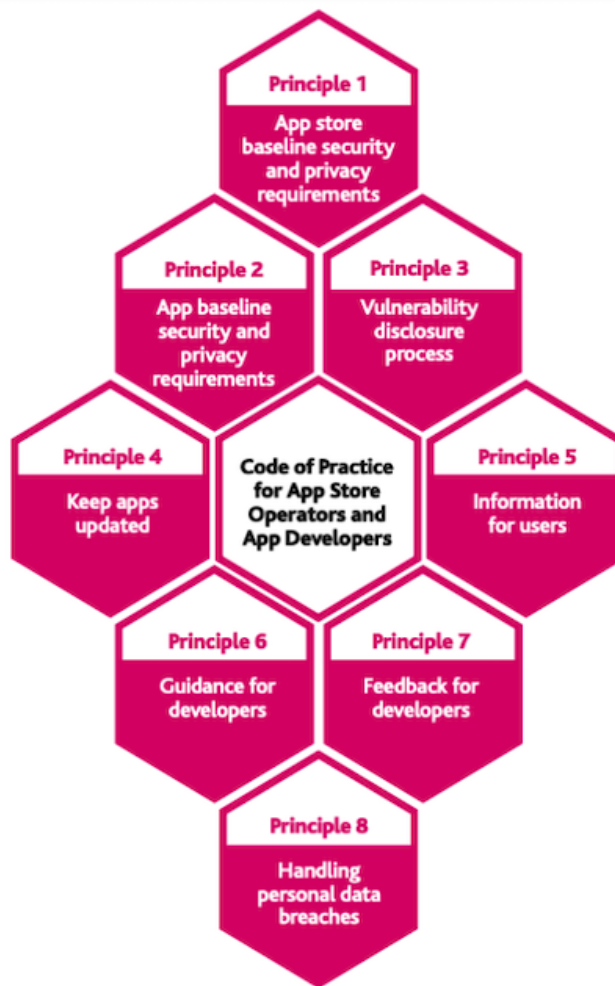 Principle 1
App store
baseline security
and privacy
requirements
Principle 2
App baseline
security and
privacy
requirements
Principle 3
Vulnerability
disclosure
process
Principle 4
Keep apps
updated
Code of Practice
for App Store
Operators and
App Developers
Principle 5
Information
for users
Principle 6
Guidance for
developers
Principle 7
Feedback for
developers
Principle 8
Handling
personal data
breaches